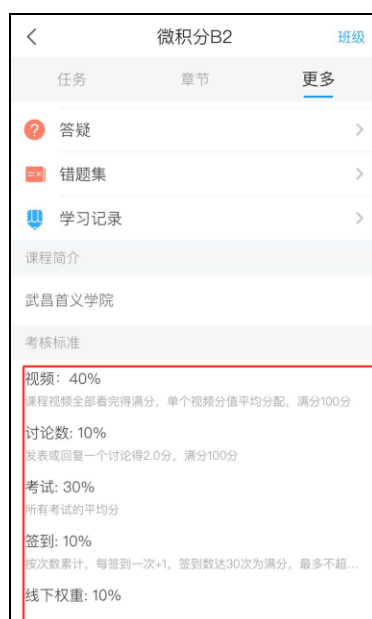 微积分B2
班级
任务
章节
更多
答疑
错题集
学习记录
课程简介
武昌首义学院
考核标准
视频：40%
课程视频全部看完得满分，单个视频分值平均分配，满分100分
讨论数: 10%
发表或回复一个讨论得2.0分，满分100分
考试: 30%
所有考试的平均分
签到: 10%
按次数累计，每签到一次+1，签到数达30次为满分，最多不超...
线下权重: 10%